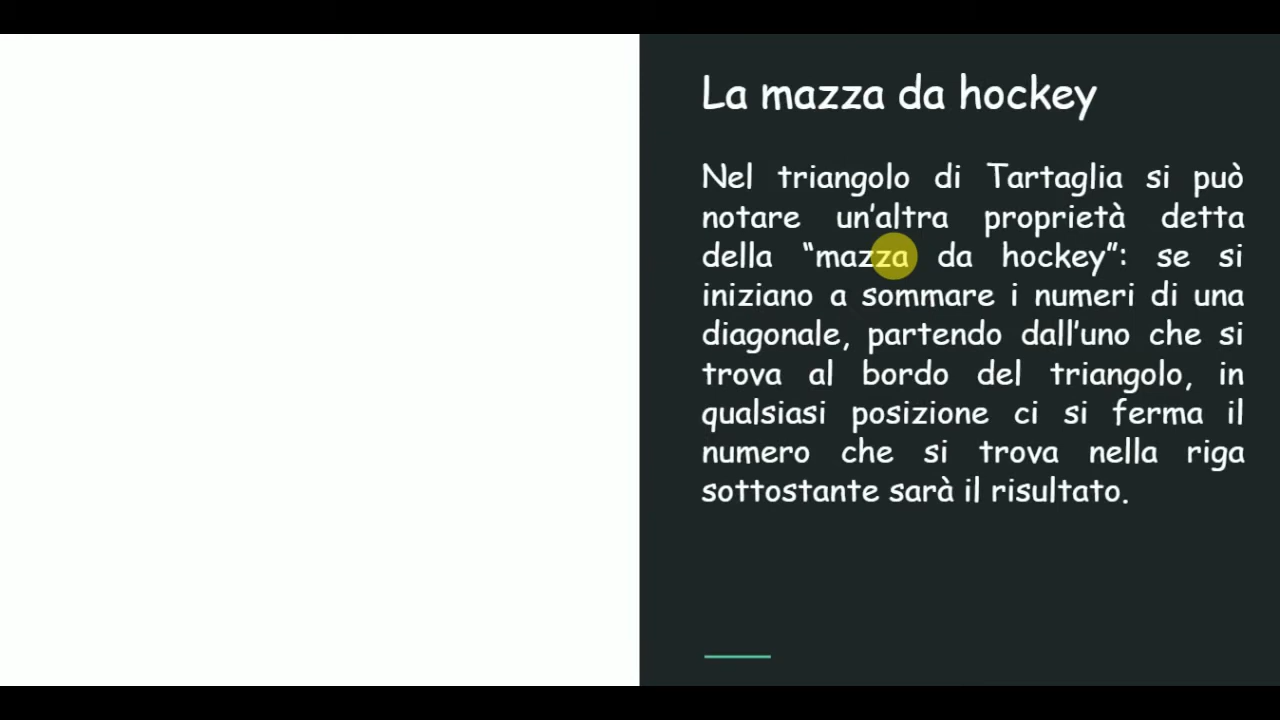 La mazza da hockey
Nel triangolo di Tartaglia si può
notare un’altra proprietà detta
della “mazza da hockey”: se si
iniziano a sommare i numeri di una
diagonale, partendo dall’uno che si
trova al bordo del triangolo, in
qualsiasi posizione ci si ferma il
numero che si trova nella riga
sottostante sarà il risultato.